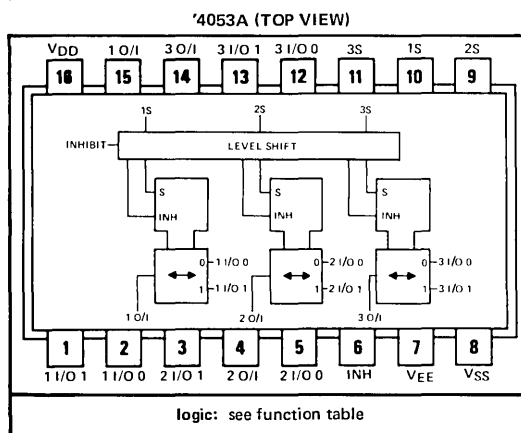 '4053A (TOP VIEW)
VDD 1 O/I 3 O/I 3 I/O 1 3 I/O 0 3S 1S 2S
16 15 14 13 12 11 10 9
1S 2S 3S
INHIBIT LEVEL SHIFT
S S S
INH INH INH
0 1 I/O 0 0 2 I/O 0 0 3 I/O 0
1 1 I/O 1 1 2 I/O 1 1 3 I/O 1
1 O/I 2 O/I 3 O/I
1 2 3 4 5 6 7 8
1 I/O 1 1 I/O 0 2 I/O 1 2 O/I 2 I/O 0 INH VEE VSS
logic: see function table